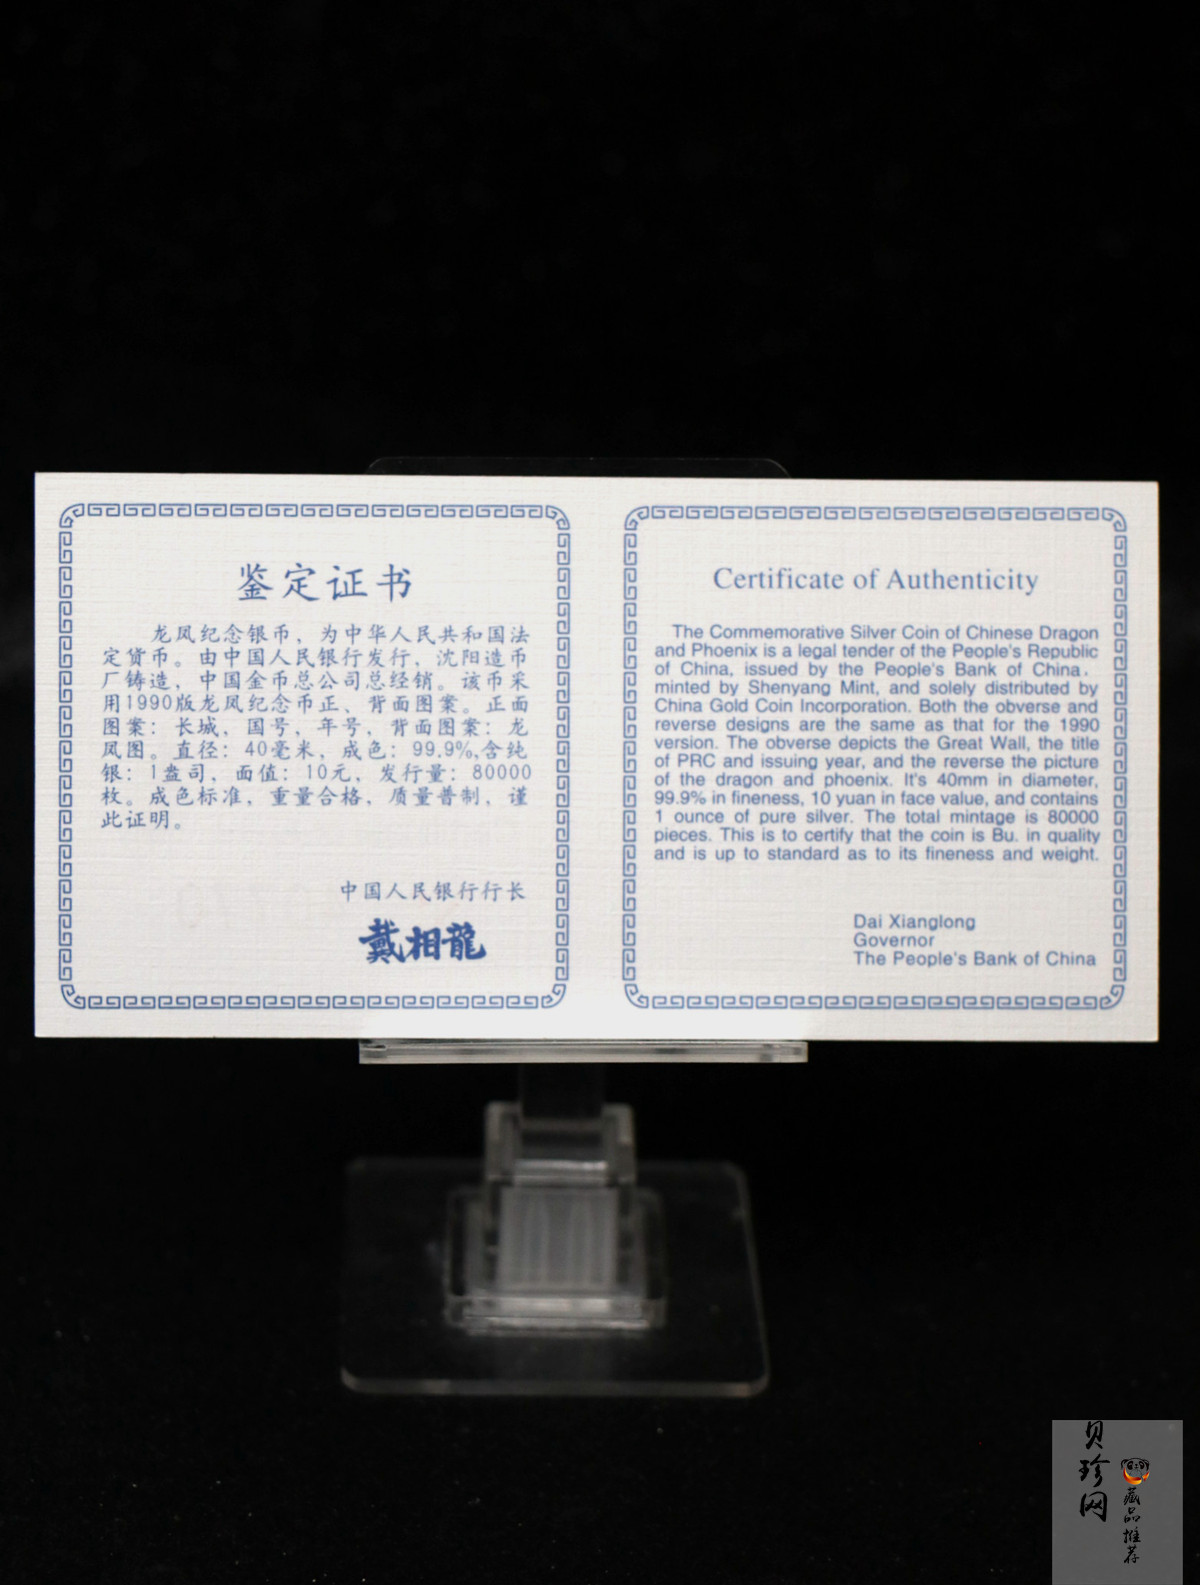 鉴定证书
龙凤纪念银币，为中华人民共和国法
定货币。由中国人民银行发行，沈阳造币
厂铸造，中国金币总公司总经销。该币采
用1990版龙凤纪念币正、背面图案。正面
图案：长城，国号，年号，背面图案：龙
凤图。直径：40毫米，成色：99.9%,含纯
银：1盎司，面值：10元，发行量：80000
枚。成色标准，重量合格，质量普制，谨
此证明。
中国人民银行行长
戴相龍
Certificate of Authenticity
The Commemorative Silver Coin of Chinese Dragon
and Phoenix is a legal tender of the People's Republic
of China, issued by the People's Bank of China.
minted by Shenyang Mint, and solely distributed by
China Gold Coin Incorporation. Both the obverse and
reverse designs are the same as that for the 1990
version. The obverse depicts the Great Wall, the title
of PRC and issuing year, and the reverse the picture
of the dragon and phoenix. It's 40mm in diameter,
99.9% in fineness, 10 yuan in face value, and contains
1 ounce of pure silver. The total mintage is 80000
pieces. This is to certify that the coin is Bu. in quality
and is up to standard as to its fineness and weight.
Dai Xianglong
Governor
The People's Bank of China
贝珍网
藏品推荐